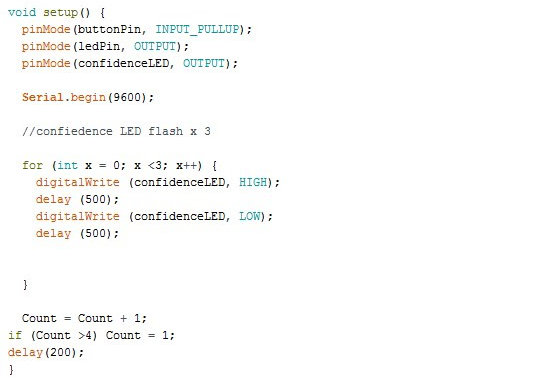 void setup() {
  pinMode(buttonPin, INPUT_PULLUP);
  pinMode(ledPin, OUTPUT);
  pinMode(confidenceLED, OUTPUT);

  Serial.begin(9600);

  //confiedence LED flash x 3

  for (int x = 0; x <3; x++) {
    digitalWrite (confidenceLED, HIGH);
    delay (500);
    digitalWrite (confidenceLED, LOW);
    delay (500);


  }

  Count = Count + 1;
if (Count >4) Count = 1;
delay(200);
}